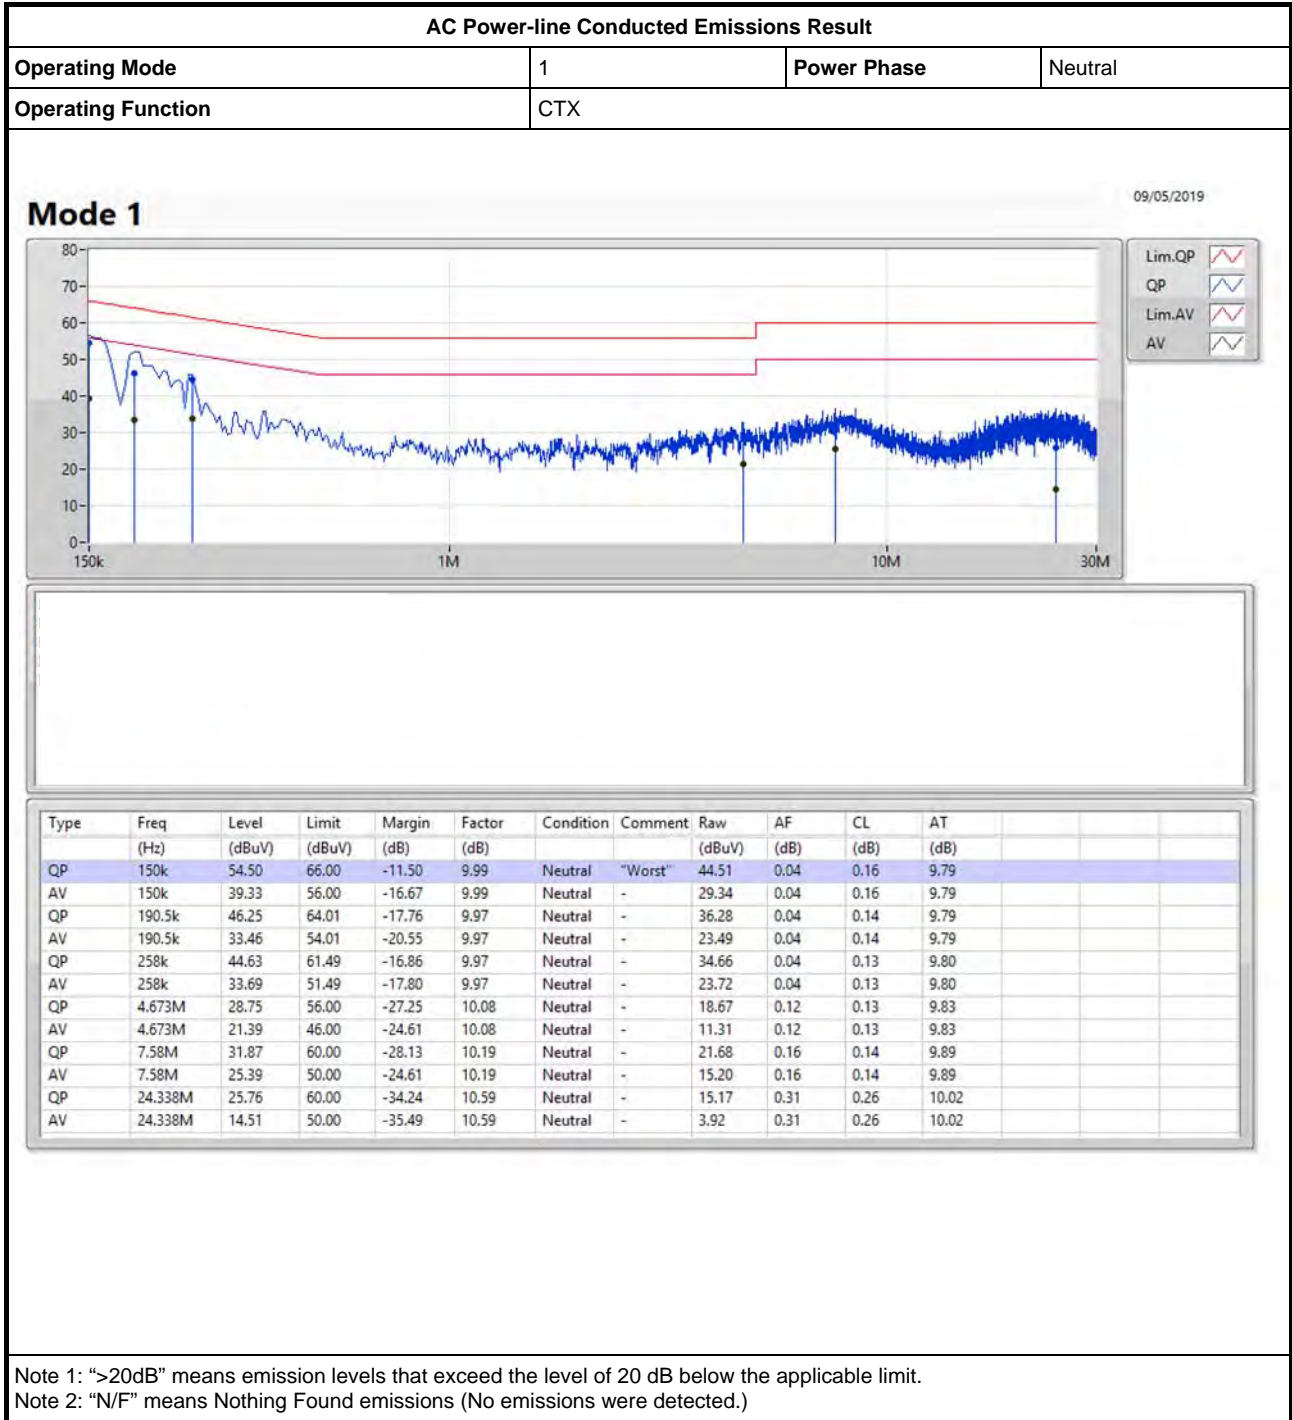 AC Power-line Conducted Emissions Result
Operating Mode 1 Power Phase Neutral
Operating Function CTX
09/05/2019
Mode 1
Lim.QP
QP
Lim.AV
AV
80
70
60
50
40
30
20
10
0
150k 1M 10M 30M
Type Freq Level Limit Margin Factor Condition Comment Raw AF CL AT
(Hz) (dBuV) (dBuV) (dB) (dB) (dBuV) (dB) (dB) (dB)
QP 150k 54.50 66.00 -11.50 9.99 Neutral "Worst" 44.51 0.04 0.16 9.79
AV 150k 39.33 56.00 -16.67 9.99 Neutral - 29.34 0.04 0.16 9.79
QP 190.5k 46.25 64.01 -17.76 9.97 Neutral - 36.28 0.04 0.14 9.79
AV 190.5k 33.46 54.01 -20.55 9.97 Neutral - 23.49 0.04 0.14 9.79
QP 258k 44.63 61.49 -16.86 9.97 Neutral - 34.66 0.04 0.13 9.80
AV 258k 33.69 51.49 -17.80 9.97 Neutral - 23.72 0.04 0.13 9.80
QP 4.673M 28.75 56.00 -27.25 10.08 Neutral - 18.67 0.12 0.13 9.83
AV 4.673M 21.39 46.00 -24.61 10.08 Neutral - 11.31 0.12 0.13 9.83
QP 7.58M 31.87 60.00 -28.13 10.19 Neutral - 21.68 0.16 0.14 9.89
AV 7.58M 25.39 50.00 -24.61 10.19 Neutral - 15.20 0.16 0.14 9.89
QP 24.338M 25.76 60.00 -34.24 10.59 Neutral - 15.17 0.31 0.26 10.02
AV 24.338M 14.51 50.00 -35.49 10.59 Neutral - 3.92 0.31 0.26 10.02
Note 1: “>20dB” means emission levels that exceed the level of 20 dB below the applicable limit.
Note 2: “N/F” means Nothing Found emissions (No emissions were detected.)